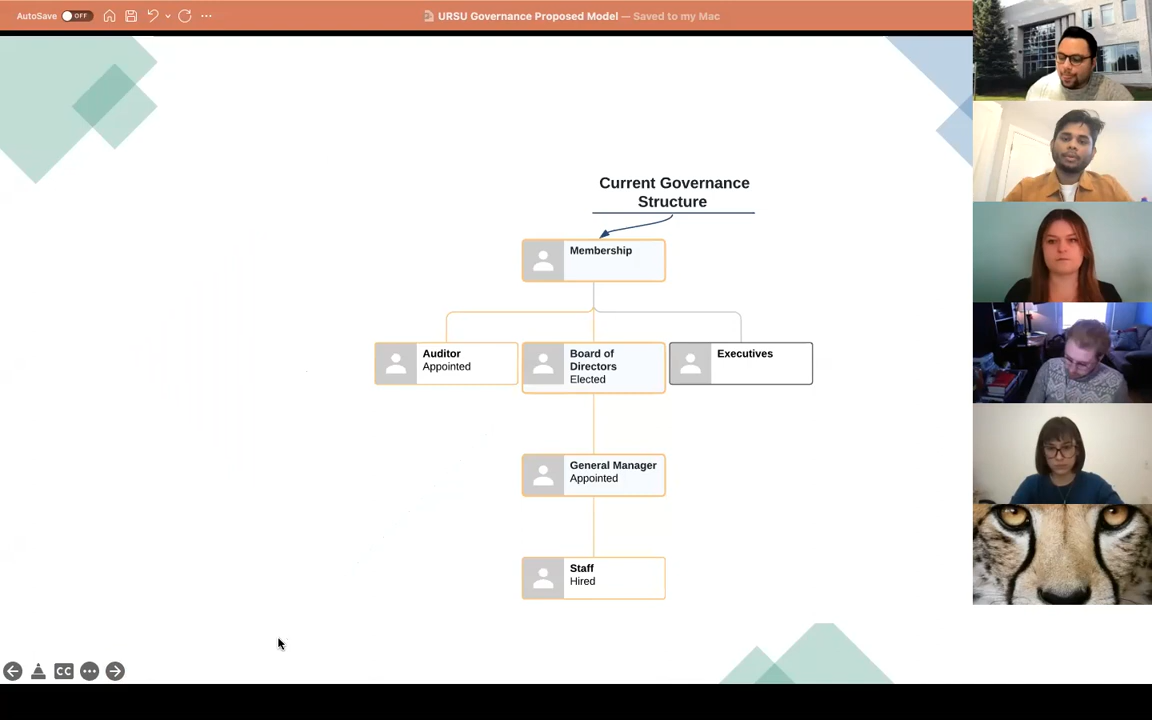 AutoSave OFF
URSU Governance Proposed Model — Saved to my Mac
Current Governance
Structure
Membership
Auditor
Appointed
Board of
Directors
Elected
Executives
General Manager
Appointed
Staff
Hired
CC